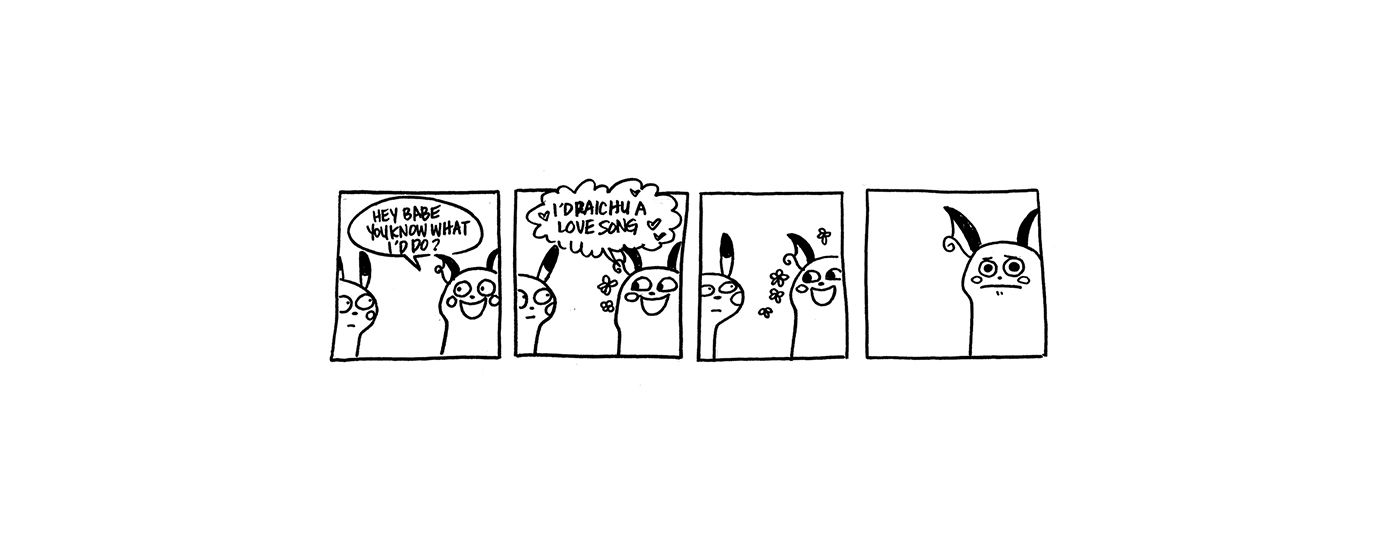 HEY BABE
YOU KNOW WHAT
I'D DO?
I'D RAICHU A
LOVE SONG